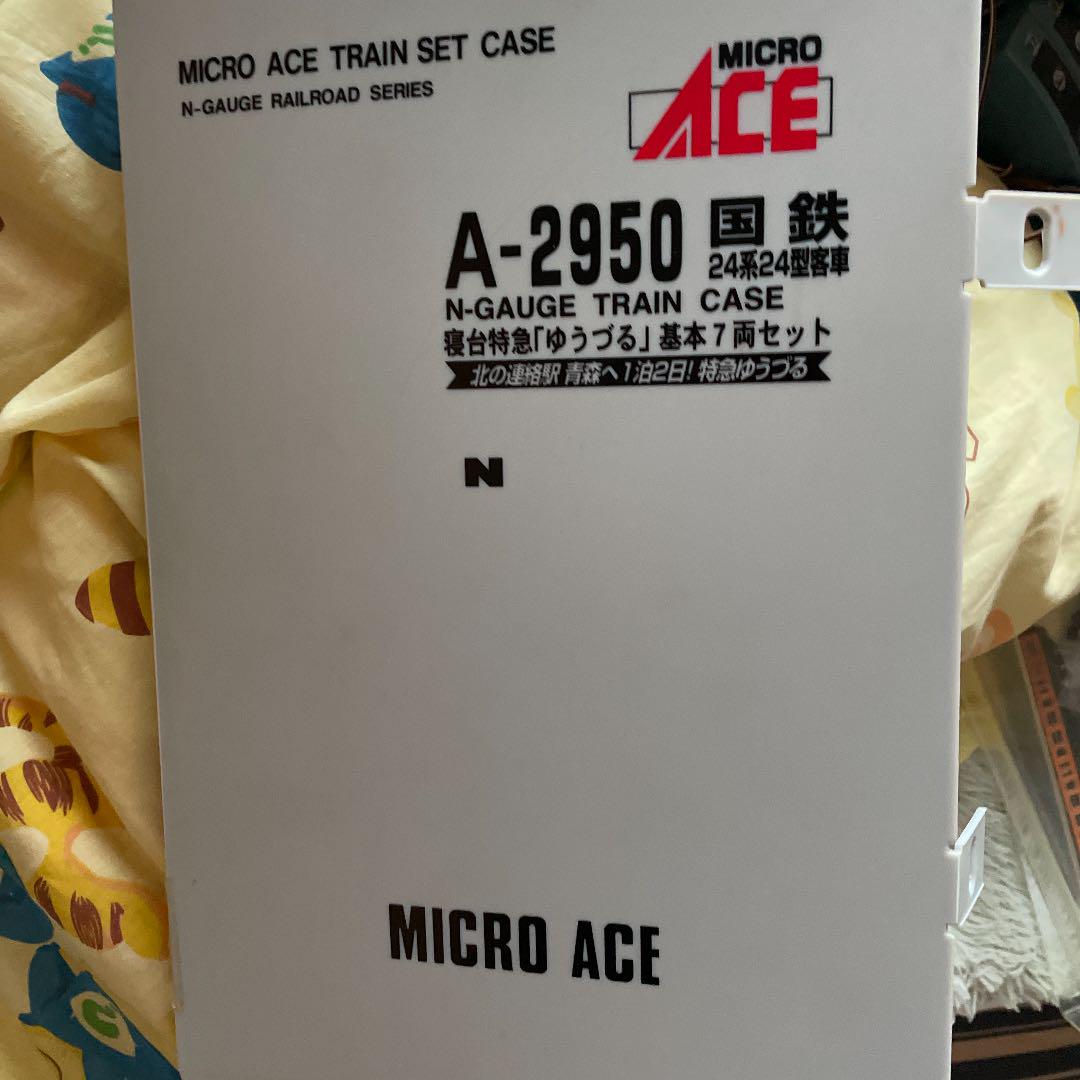 MICRO ACE TRAIN SET CASE
N-GAUGE RAILROAD SERIES
MICRO
ACE
A-2950 国鉄
24系24型客車
N-GAUGE TRAIN CASE
寝台特急「ゆうづる」基本7両セット
北の連絡駅 青森へ1泊2日! 特急ゆうづる
N
MICRO ACE